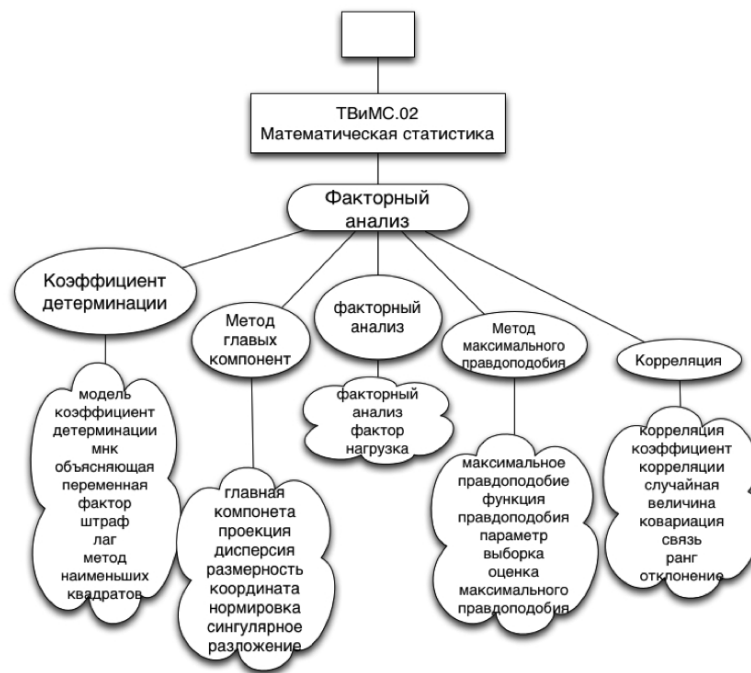 ТВиМС.02
Математическая статистика
Факторный
анализ
Коэффициент
детерминации
Метод
главых
компонент
факторный
анализ
Метод
максимального
правдоподобия
Корреляция
модель
коэффициент
детерминации
мнк
объясняющая
переменная
фактор
штраф
лаг
метод
наименьших
квадратов
главная
компонета
проекция
дисперсия
размерность
координата
нормировка
сингулярное
разложение
факторный
анализ
фактор
нагрузка
максимальное
правдоподобие
функция
правдоподобия
параметр
выборка
оценка
максимального
правдоподобия
корреляция
коэффициент
корреляции
случайная
величина
ковариация
связь
ранг
отклонение